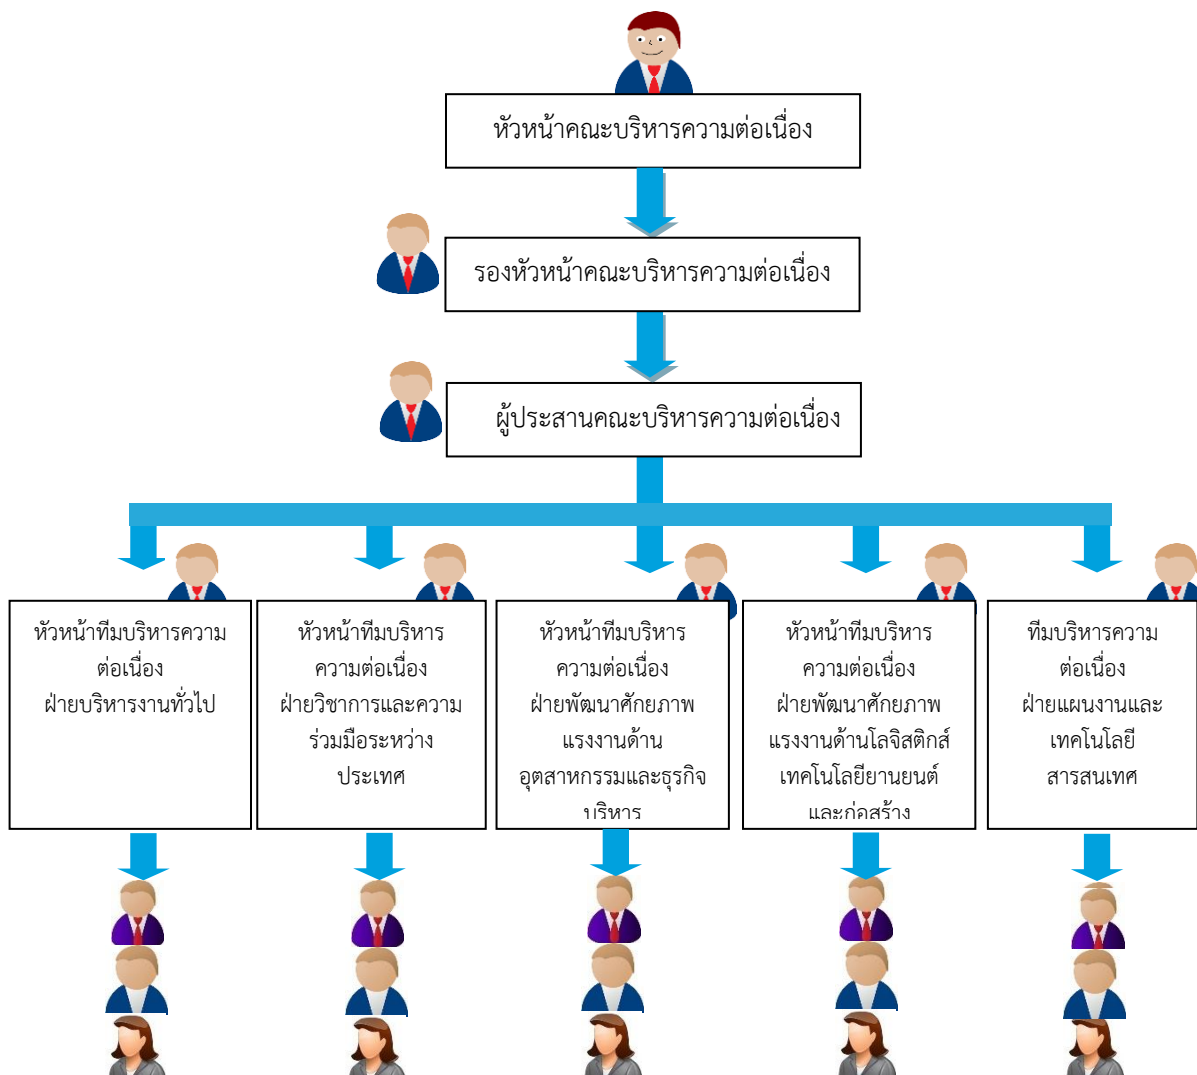 หัวหน้าคณะบริหารความต่อเนื่อง
รองหัวหน้าคณะบริหารความต่อเนื่อง
ผู้ประสานคณะบริหารความต่อเนื่อง
หัวหน้าทีมบริหารความ
ต่อเนื่อง
ฝ่ายบริหารงานทั่วไป
หัวหน้าทีมบริหาร
ความต่อเนื่อง
ฝ่ายวิชาการและความ
ร่วมมือระหว่าง
ประเทศ
หัวหน้าทีมบริหาร
ความต่อเนื่อง
ฝ่ายพัฒนาศักยภาพ
แรงงานด้าน
อุตสาหกรรมและธุรกิจ
บริหาร
หัวหน้าทีมบริหาร
ความต่อเนื่อง
ฝ่ายพัฒนาศักยภาพ
แรงงานด้านโลจิสติกส์
เทคโนโลยียานยนต์
และก่อสร้าง
ทีมบริหารความ
ต่อเนื่อง
ฝ่ายแผนงานและ
เทคโนโลยี
สารสนเทศ